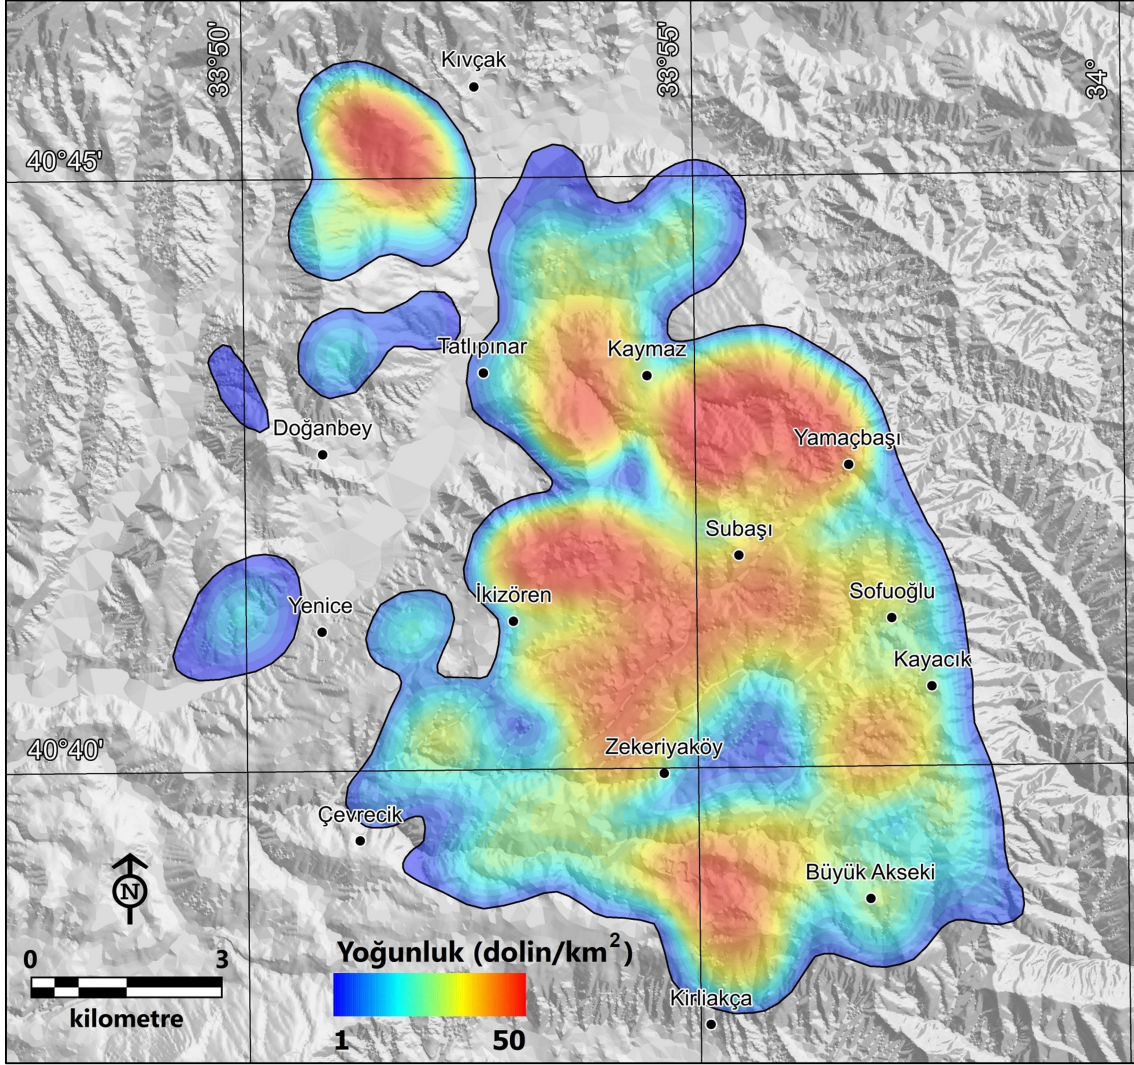 33°50'
33°55'
34°
Kıvçak
40°45'
Tatlıpınar
Kaymaz
Doğanbey
Yamaçbaşı
Subaşı
İkizören
Sofuoğlu
Yenice
Kayacık
40°40'
Zekeriyaköy
Çevrecik
Büyük Akseki
N
Yoğunluk (dolin/km²)
0 3
kilometre
1 50
Kirliakça